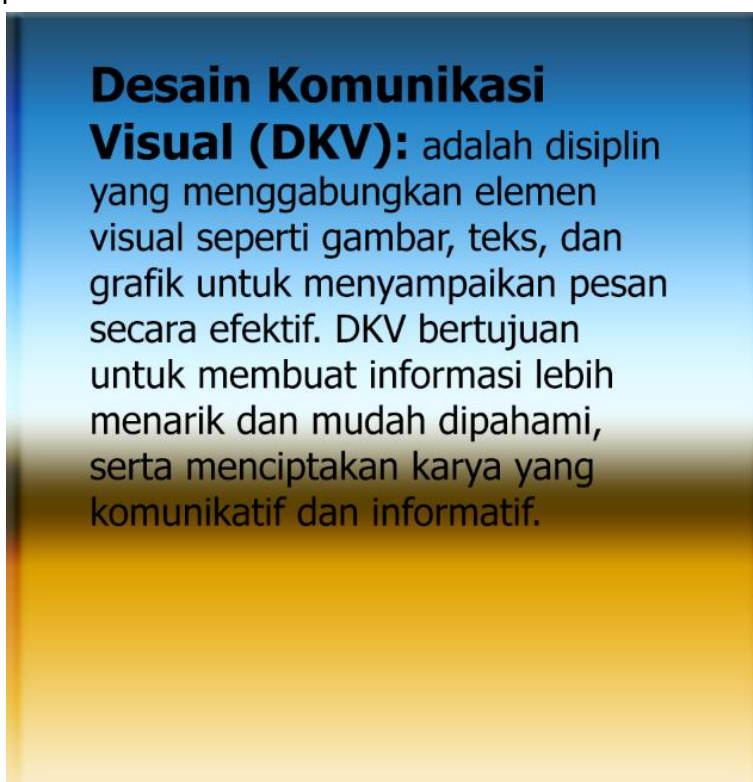 Desain Komunikasi
Visual (DKV): adalah disiplin
yang menggabungkan elemen
visual seperti gambar, teks, dan
grafik untuk menyampaikan pesan
secara efektif. DKV bertujuan
untuk membuat informasi lebih
menarik dan mudah dipahami,
serta menciptakan karya yang
komunikatif dan informatif.